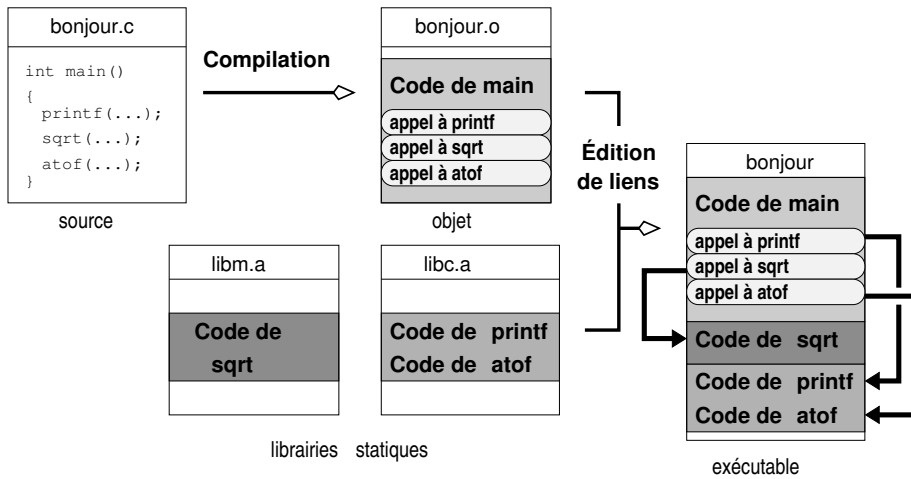 bonjour.c
int main()
{
printf(...);
sqrt(...);
atof(...);
}
source
Compilation
bonjour.o
Code de main
appel à printf
appel à sqrt
appel à atof
objet
Édition
de liens
libm.a
Code de
sqrt
libc.a
Code de printf
Code de atof
librairies statiques
bonjour
Code de main
appel à printf
appel à sqrt
appel à atof
Code de sqrt
Code de printf
Code de atof
exécutable